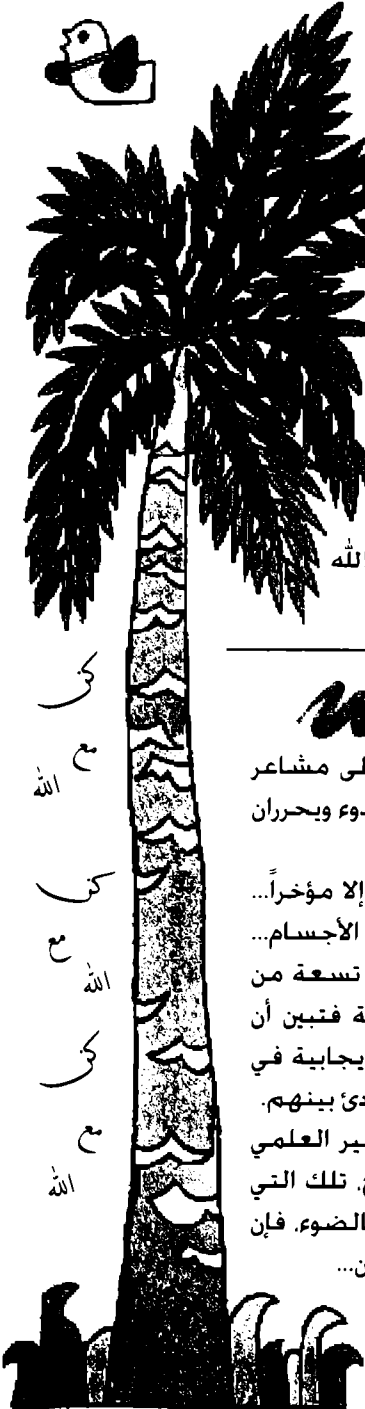 الله
لى مشاعر
دوء ويحرران
إلا مؤخراً...
الأجسام...
تسعة من
ة فتبين أن
يجابية في
دئ بينهم.
ير العلمي
تلك التي
الضوء، فإن
ن...
كن
مع
الله
كن
مع
الله
كن
مع
الله